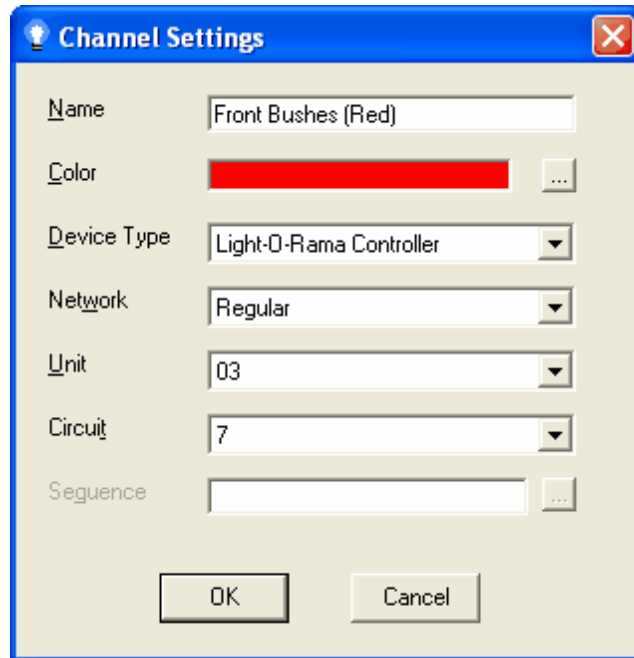 Channel Settings
Name Front Bushes (Red)
Color ...
Device Type Light-O-Rama Controller
Network Regular
Unit 03
Circuit 7
Sequence ...
OK Cancel